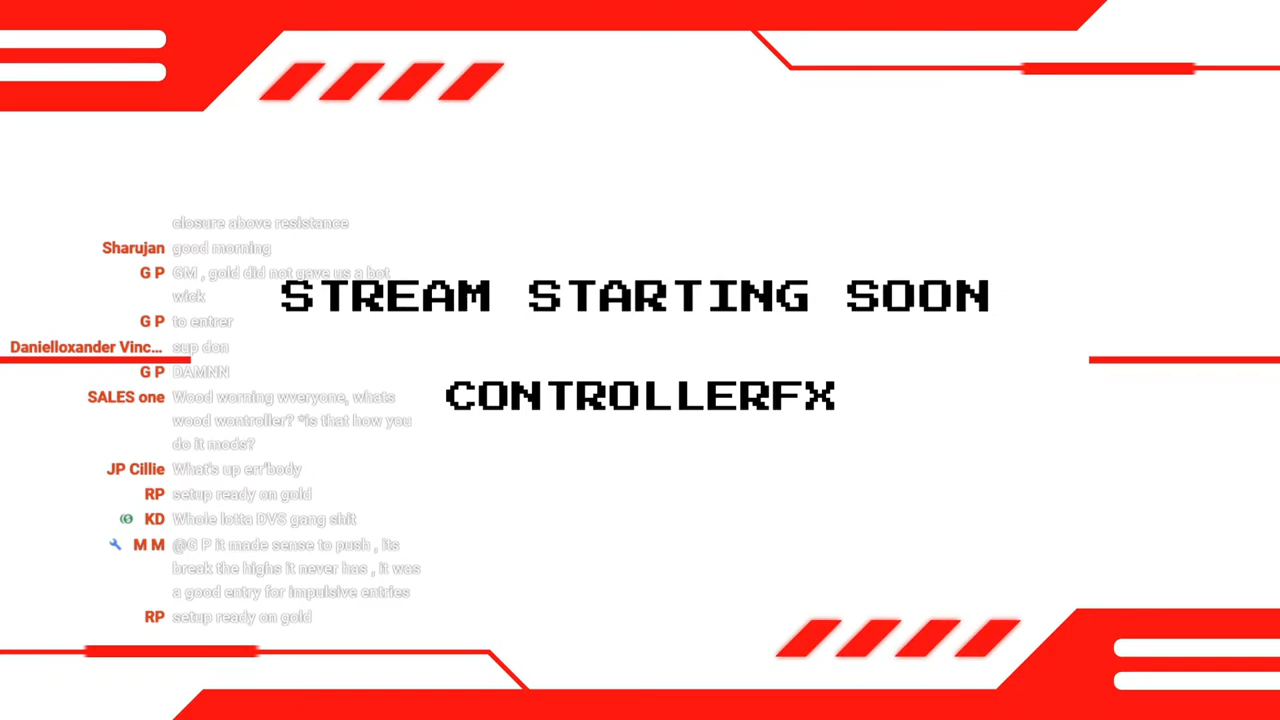 closure above resistance
Sharujan good morning
G P GM , gold did not gave us a bot
wick
G P to entrer
Danielloxander Vinc... sup don
G P DAMNN
SALES one Wood worning wveryone, whats
wood wontroller? *is that how you
do it mods?
JP Cillie What's up err'body
RP setup ready on gold
KD Whole lotta DVS gang shit
M M @G P it made sense to push , its
break the highs it never has , it was
a good entry for impulsive entries
RP setup ready on gold
STREAM STARTING SOON
CONTROLLERFX